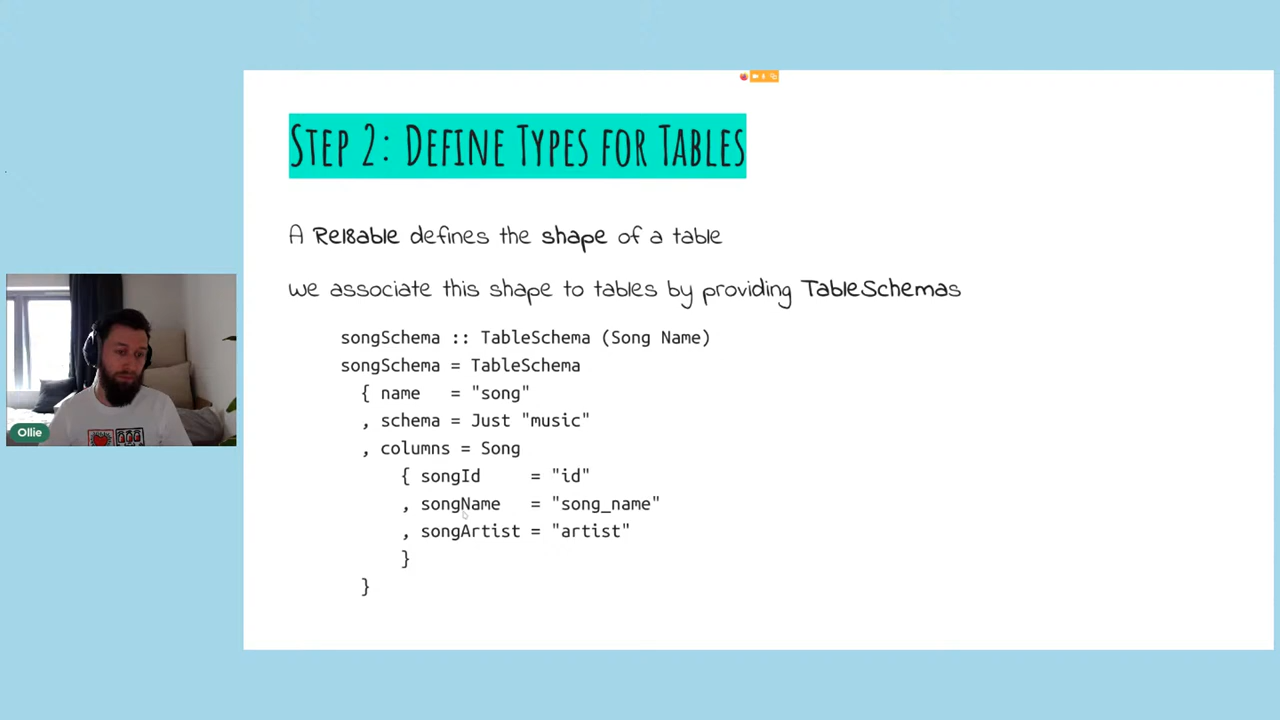 Step 2: Define Types for Tables
A Rel8able defines the shape of a table
We associate this shape to tables by providing TableSchemas
songSchema :: TableSchema (Song Name)
songSchema = TableSchema
  { name   = "song"
  , schema = Just "music"
  , columns = Song
      { songId     = "id"
      , songName   = "song_name"
      , songArtist = "artist"
      }
  }
Ollie